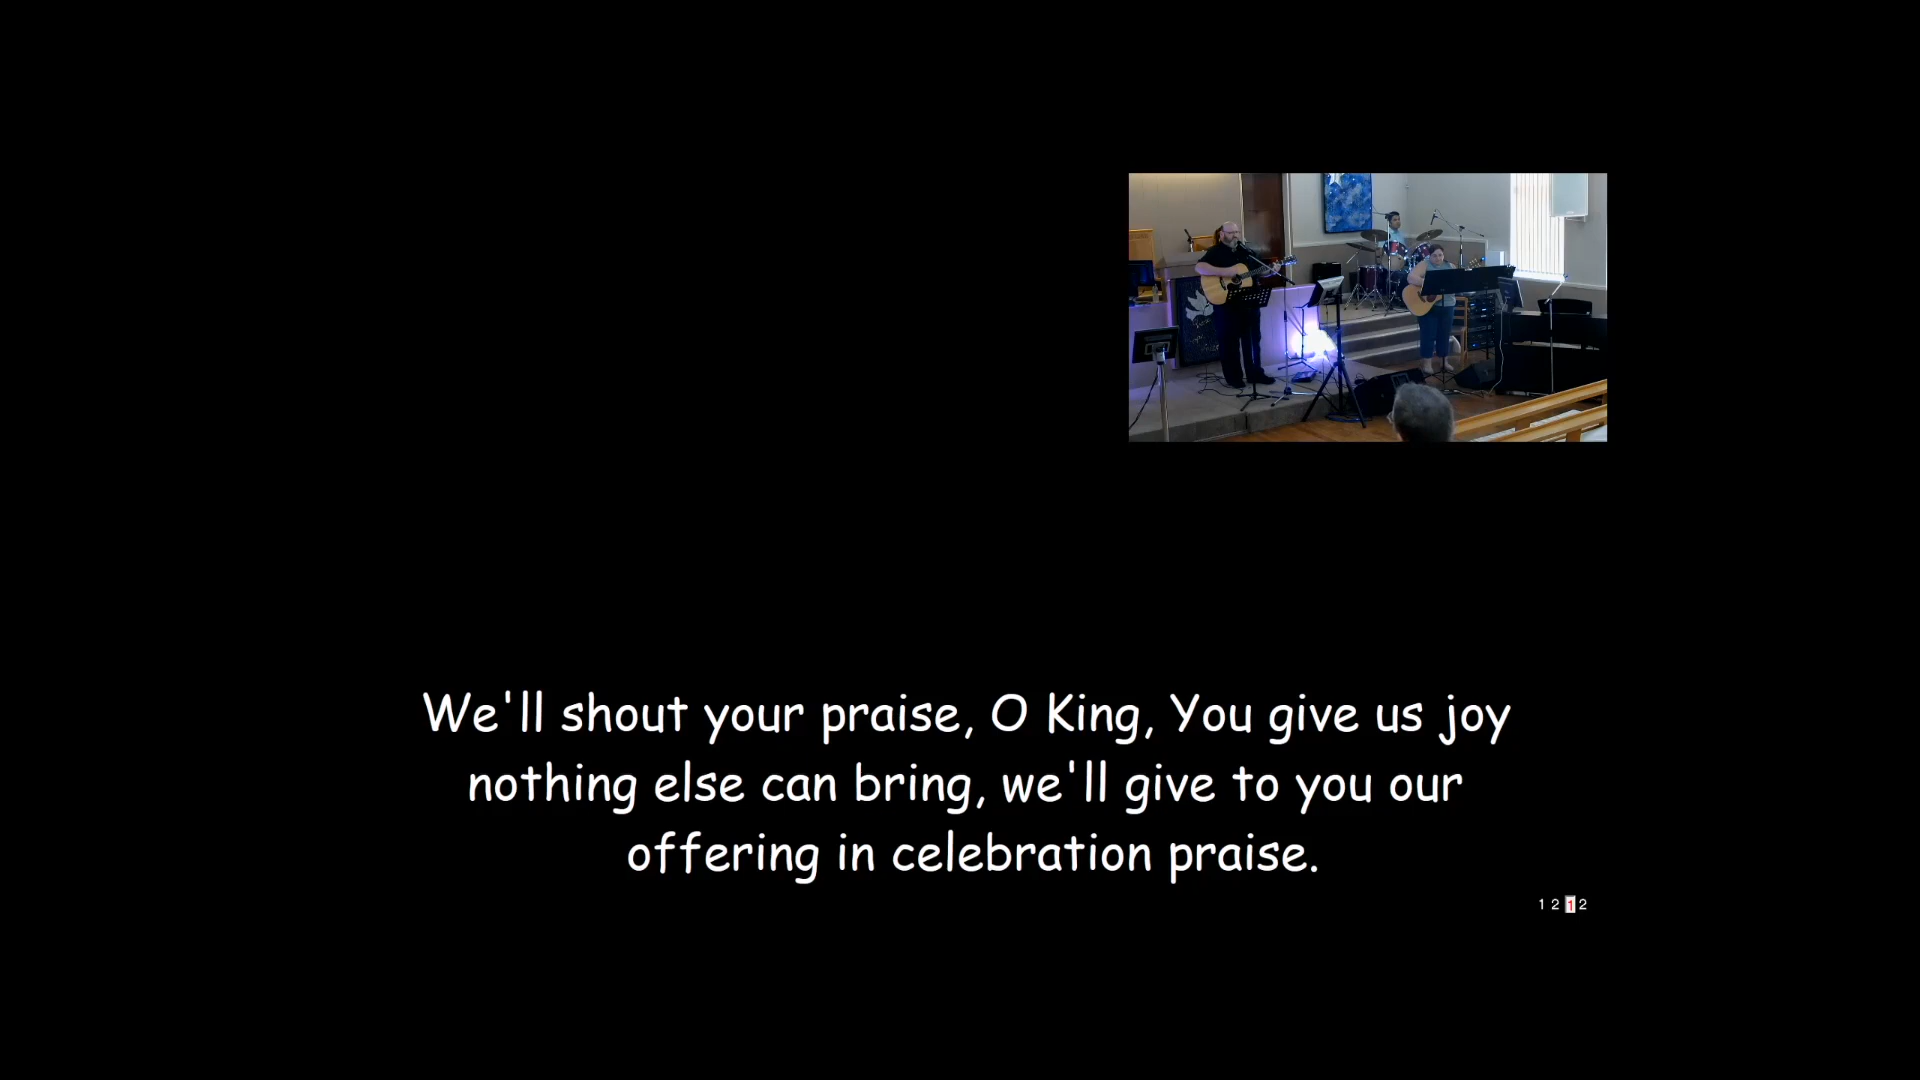 We'll shout your praise, O King, You give us joy
nothing else can bring, we'll give to you our
offering in celebration praise.
1 2 1 2